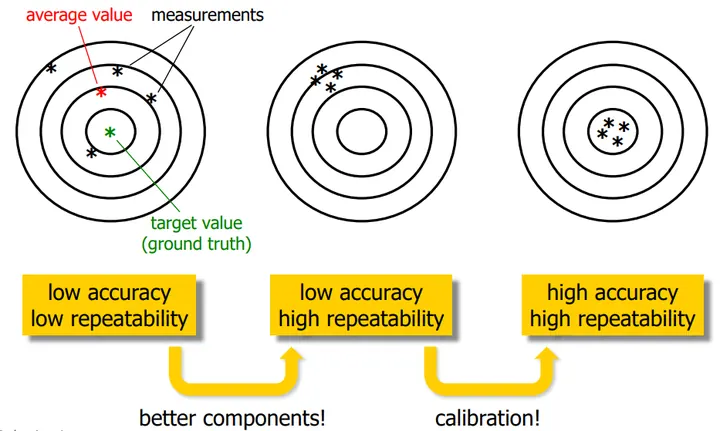 average value
measurements
target value
(ground truth)
low accuracy
low repeatability
low accuracy
high repeatability
high accuracy
high repeatability
better components!
calibration!